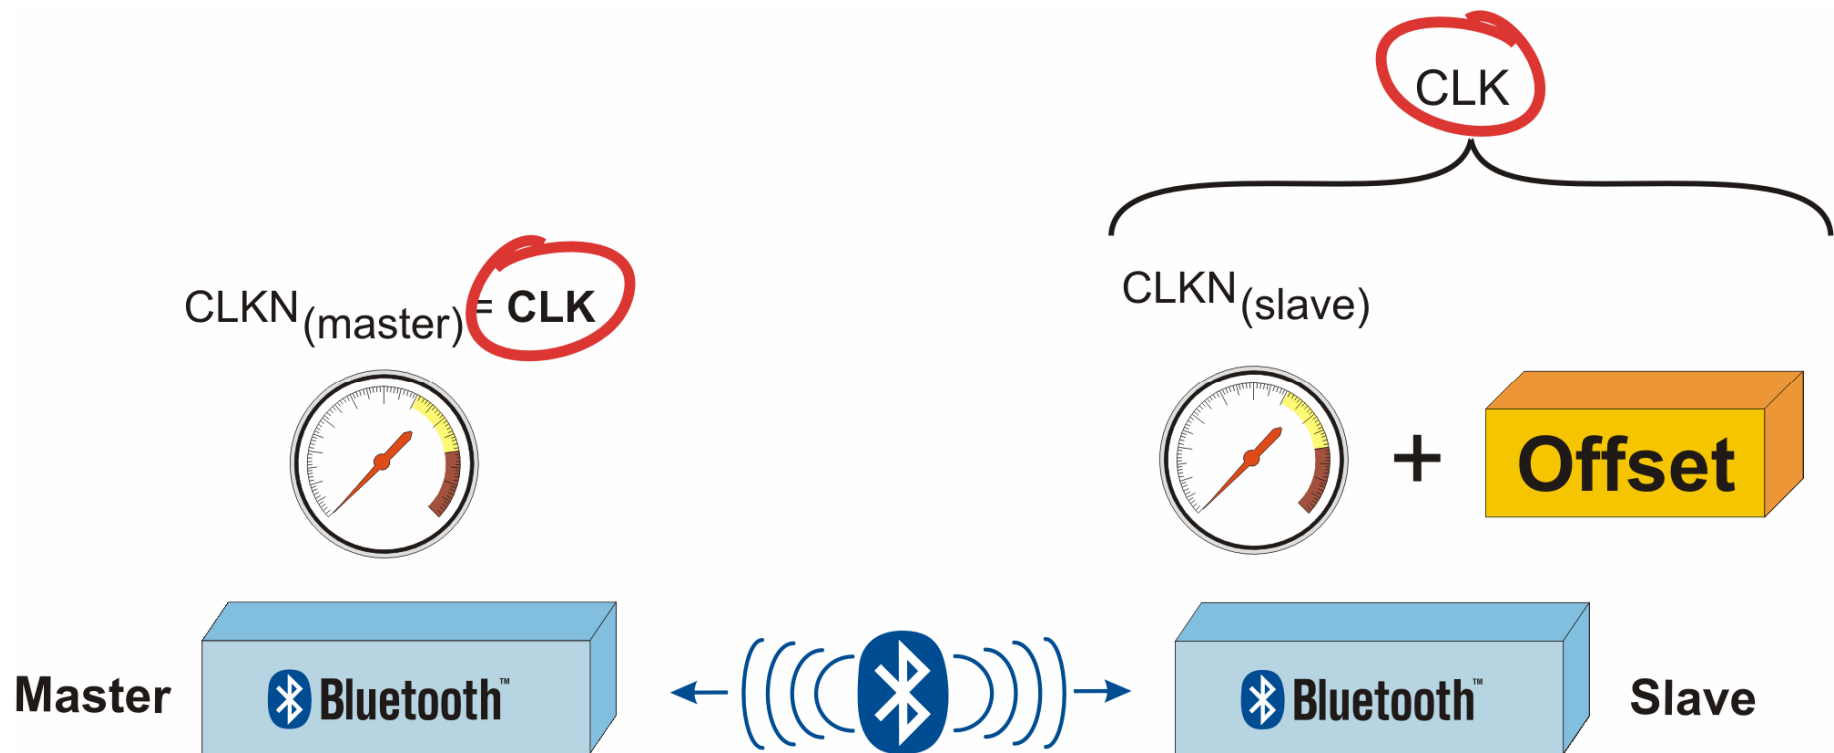 CLK
CLKN(master) = CLK
CLKN(slave)
+
Offset
Master
Bluetooth™
Bluetooth™
Slave